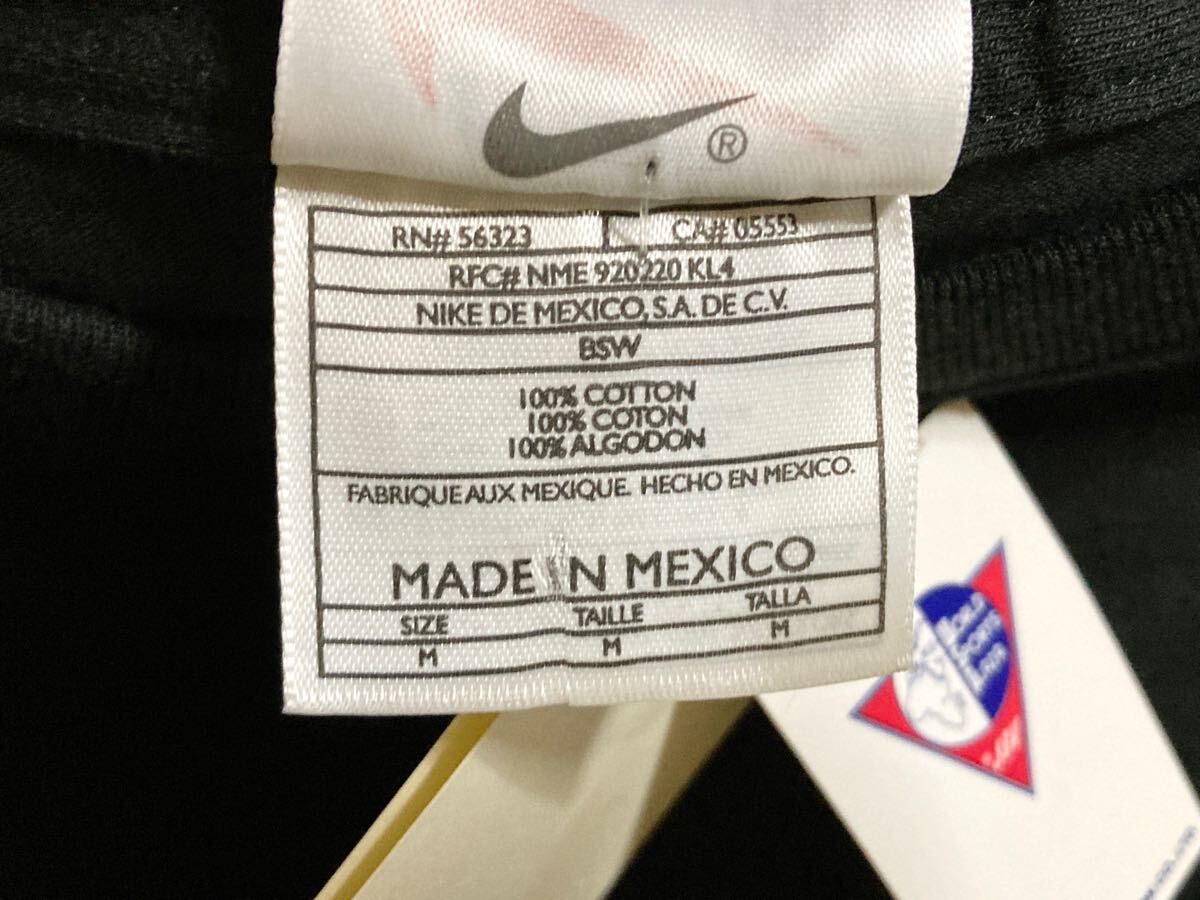 ®
RN# 56323 CA# 05553
RFC# NME 920220 KL4
NIKE DE MEXICO, S.A. DE C.V.
BSW
100% COTTON
100% COTON
100% ALGODON
FABRIQUE AUX MEXIQUE. HECHO EN MEXICO.
MADE IN MEXICO
SIZE TAILLE TALLA
M M M